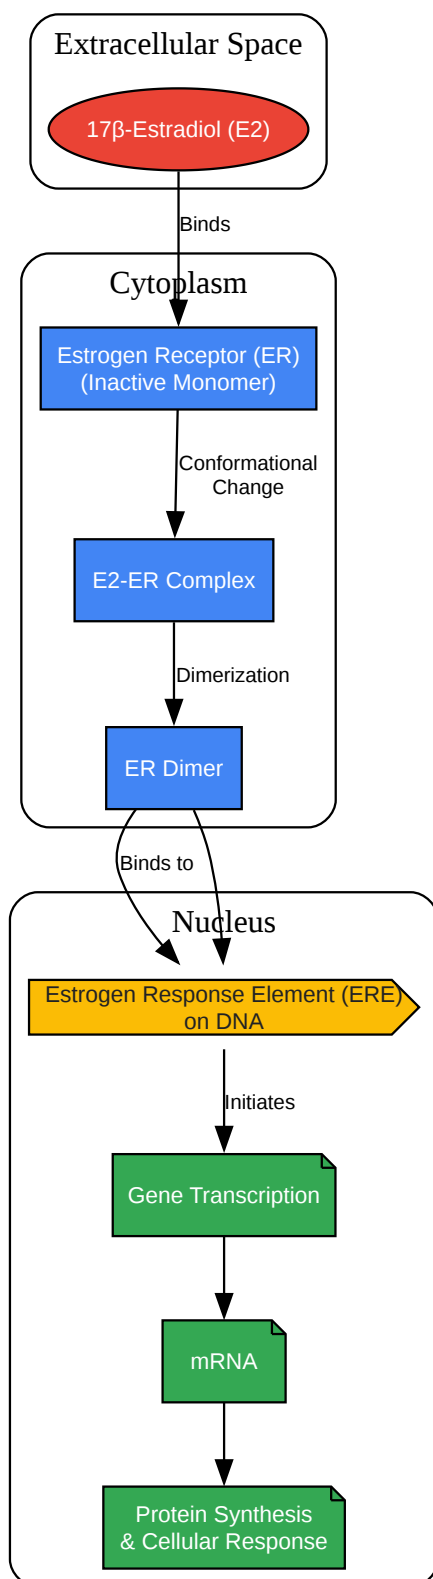 Extracellular Space
17β-Estradiol (E2)
Binds
Cytoplasm
Estrogen Receptor (ER)
(Inactive Monomer)
Conformational
Change
E2-ER Complex
Dimerization
ER Dimer
Binds to
Nucleus
Estrogen Response Element (ERE)
on DNA
Initiates
Gene Transcription
mRNA
Protein Synthesis
& Cellular Response